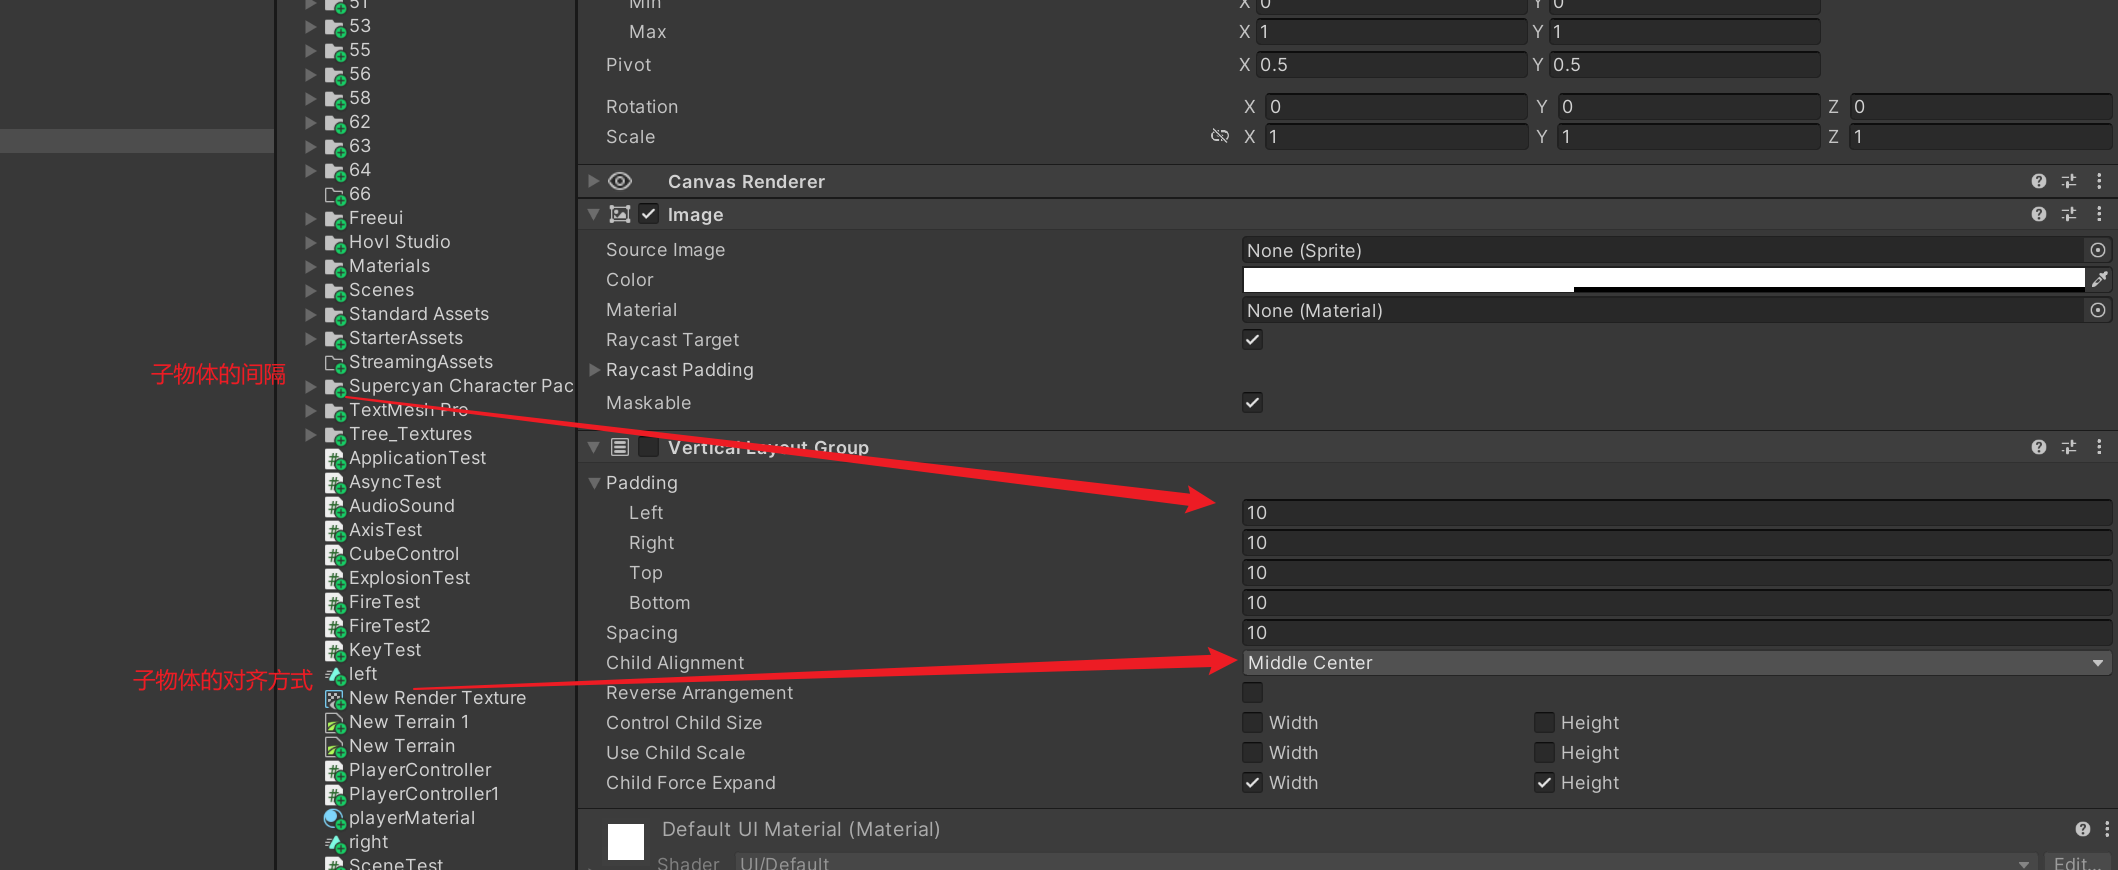 51
53
55
56
58
62
63
64
66
Freeui
Hovl Studio
Materials
Scenes
Standard Assets
StarterAssets
StreamingAssets
Supercyan Character Pac
TextMesh Pro
Tree_Textures
ApplicationTest
AsyncTest
AudioSound
AxisTest
CubeControl
ExplosionTest
FireTest
FireTest2
KeyTest
left
New Render Texture
New Terrain 1
New Terrain
PlayerController
PlayerController1
playerMaterial
right
SceneTest
子物体的间隔
子物体的对齐方式
Min X 0 Y 0
Max X 1 Y 1
Pivot X 0.5 Y 0.5
Rotation X 0 Y 0 Z 0
Scale X 1 Y 1 Z 1
Canvas Renderer
Image
Source Image None (Sprite)
Color
Material None (Material)
Raycast Target
Raycast Padding
Maskable
Vertical Layout Group
Padding
Left 10
Right 10
Top 10
Bottom 10
Spacing 10
Child Alignment Middle Center
Reverse Arrangement
Control Child Size Width Height
Use Child Scale Width Height
Child Force Expand Width Height
Default UI Material (Material)
Shader UI/Default Edit...